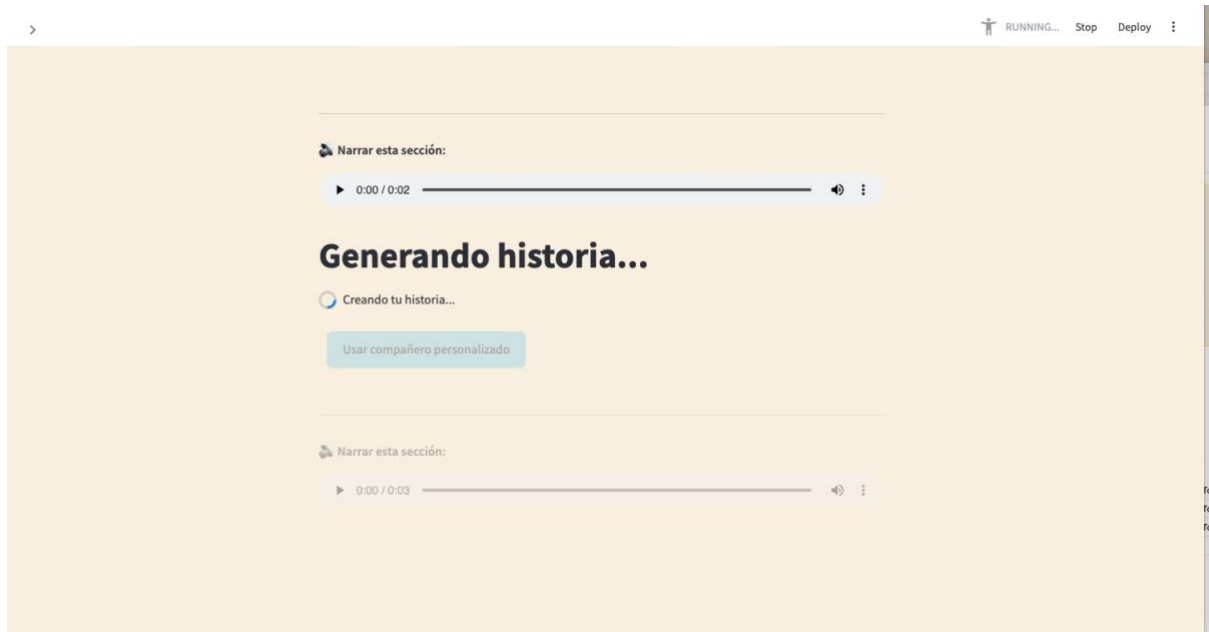 RUNNING... Stop Deploy
Narrar esta sección:
0:00 / 0:02
Generando historia...
Creando tu historia...
Usar compañero personalizado
Narrar esta sección:
0:00 / 0:03